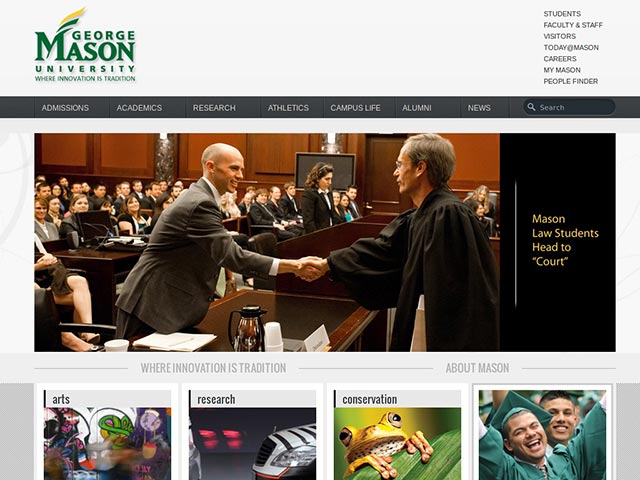 GEORGE
MASON
UNIVERSITY
WHERE INNOVATION IS TRADITION
STUDENTS
FACULTY & STAFF
VISITORS
TODAY@MASON
CAREERS
MY MASON
PEOPLE FINDER
ADMISSIONS
ACADEMICS
RESEARCH
ATHLETICS
CAMPUS LIFE
ALUMNI
NEWS
Search
Mason
Law Students
Head to
“Court”
WHERE INNOVATION IS TRADITION
ABOUT MASON
arts
research
conservation